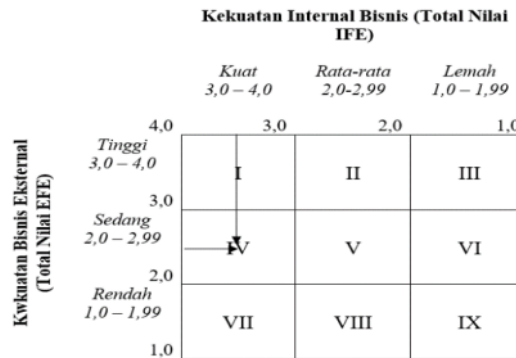 Kekuatan Internal Bisnis (Total Nilai
IFE)
Kuat Rata-rata Lemah
3,0 – 4,0 2,0-2,99 1,0 – 1,99
4,0 3,0 2,0 1,0
Tinggi
3,0 – 4,0
I II III
3,0
Sedang
2,0 – 2,99
IV V VI
2,0
Rendah
1,0 – 1,99
VII VIII IX
1,0
Kwkuatan Bisnis Eksternal
(Total Nilai EFE)